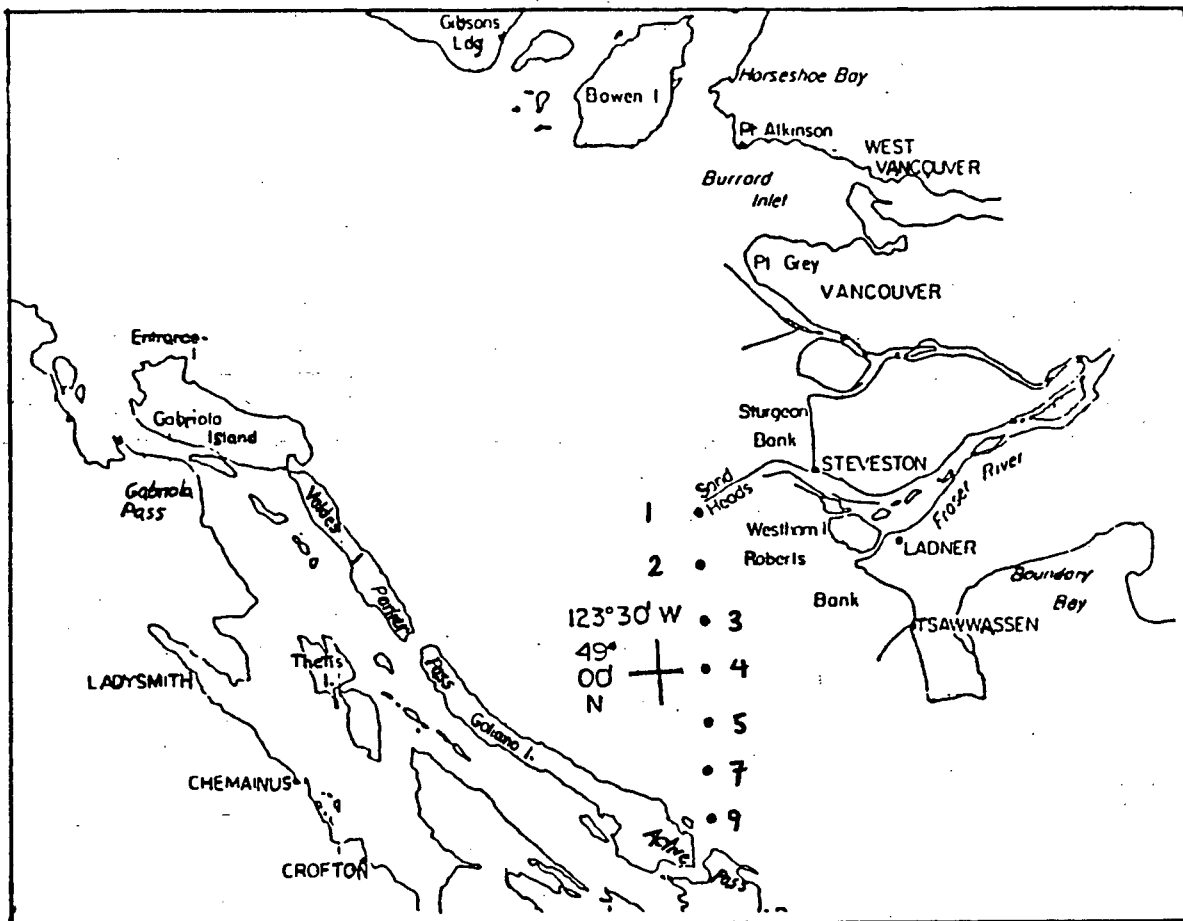 Gibsons
Ldg
Bowen I
Horseshoe Bay
Pt Atkinson
WEST
VANCOUVER
Burrard
Inlet
Pt Grey
VANCOUVER
Entrance
I
Gabriola
Island
Sturgeon
Bank
STEVESTON
Gabriola
Pass
Valdes
Sand
Heads
Fraser River
1
Westham I
LADNER
2
Roberts
Boundary
Bay
Bank
Porlier
Pass
123°30' W
3
TSAWWASSEN
49°
00'
N
4
Thetis
I.
LADYSMITH
5
Galiano I.
7
CHEMAINUS
9
Active
Pass
CROFTON